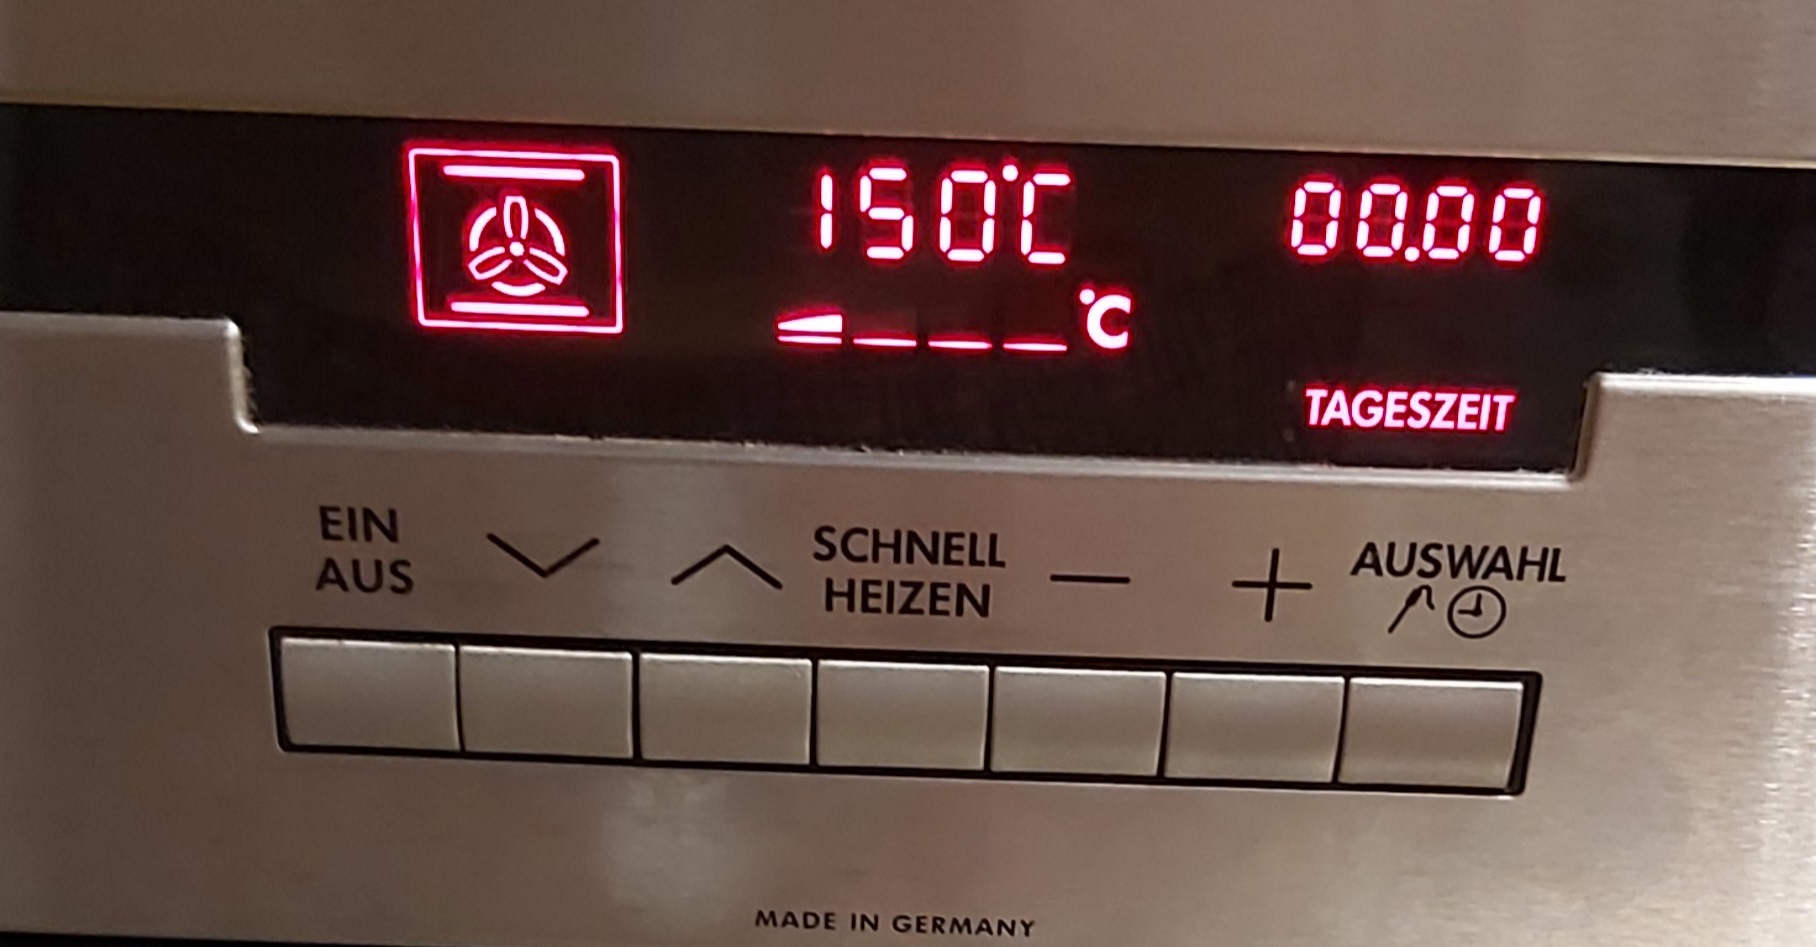 150°C
00.00
°C
TAGESZEIT
EIN
AUS
SCHNELL
HEIZEN
— +
AUSWAHL
MADE IN GERMANY